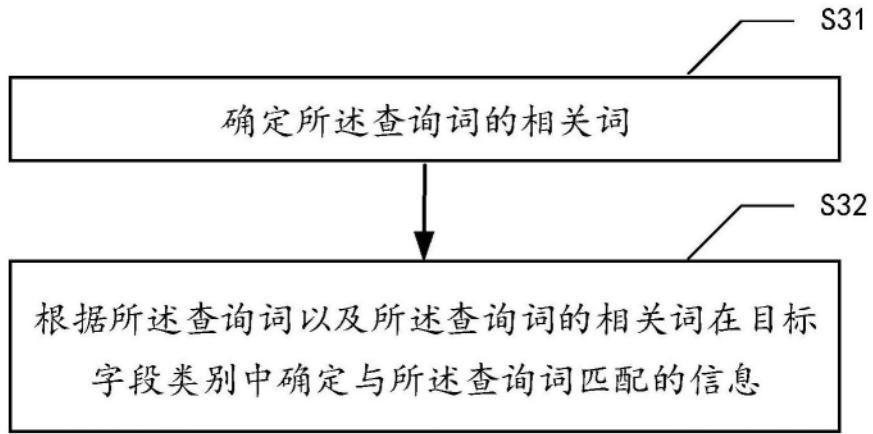 S31
确定所述查询词的相关词
S32
根据所述查询词以及所述查询词的相关词在目标
字段类别中确定与所述查询词匹配的信息